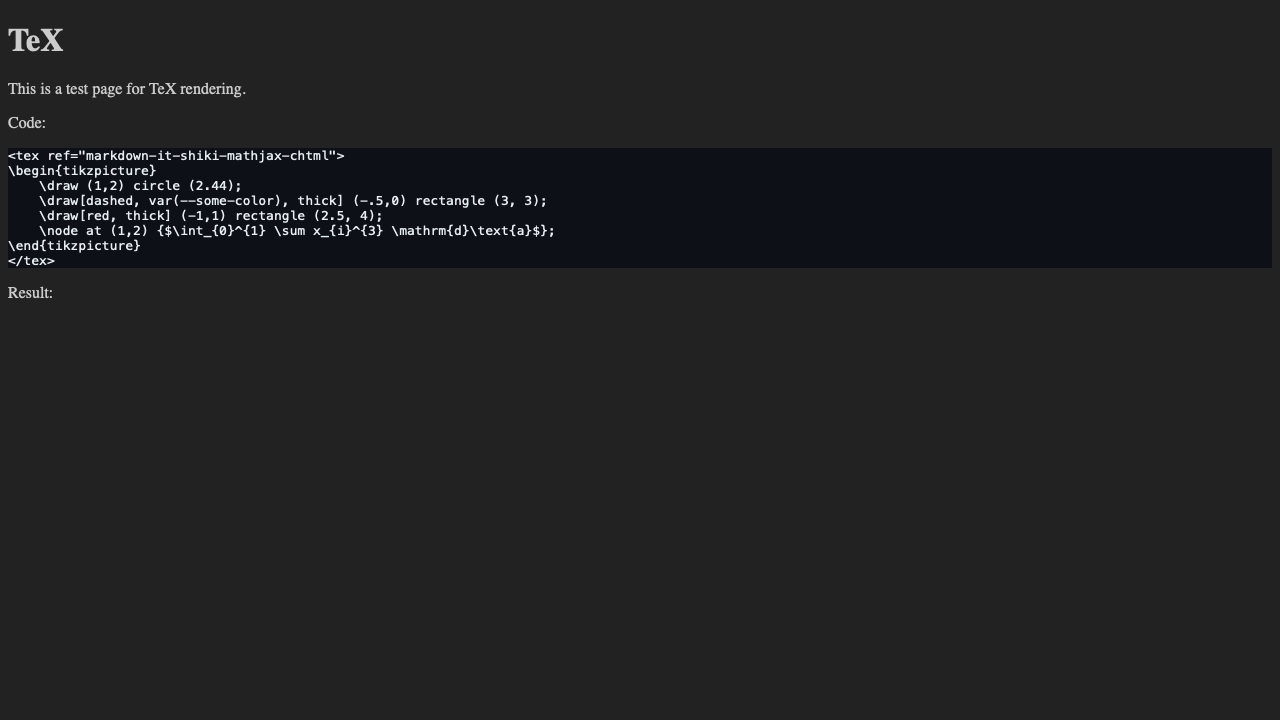 TeX
This is a test page for TeX rendering.
Code:
<tex ref="markdown-it-shiki-mathjax-chtml">
\begin{tikzpicture}
    \draw (1,2) circle (2.44);
    \draw[dashed, var(--some-color), thick] (-.5,0) rectangle (3, 3);
    \draw[red, thick] (-1,1) rectangle (2.5, 4);
    \node at (1,2) {$\int_{0}^{1} \sum x_{i}^{3} \mathrm{d}\text{a}$};
\end{tikzpicture}
</tex>
Result: